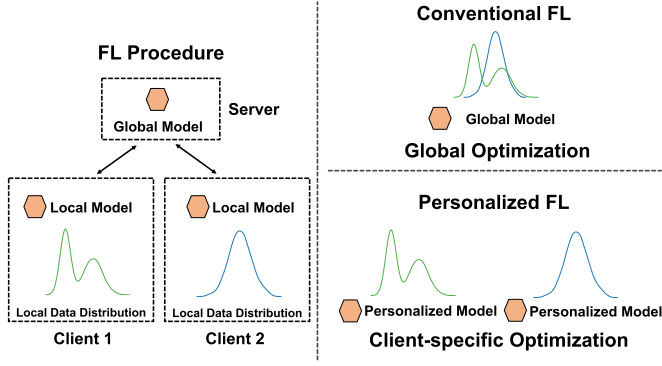 FL Procedure
Server
Global Model
Local Model
Local Data Distribution
Client 1
Local Model
Local Data Distribution
Client 2
Conventional FL
Global Model
Global Optimization
Personalized FL
Personalized Model
Personalized Model
Client-specific Optimization